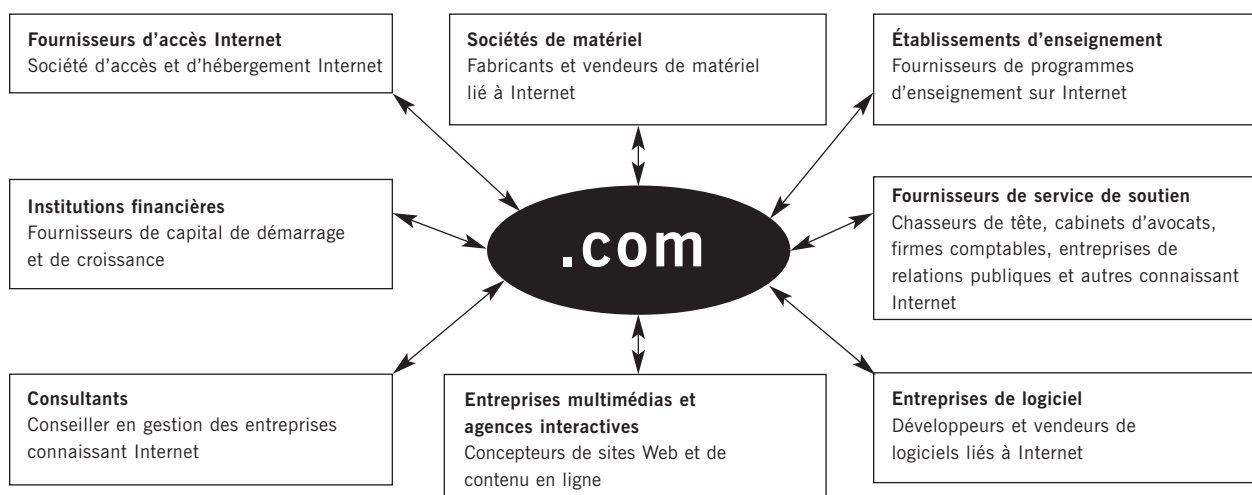 Fournisseurs d'accès Internet
Société d'accès et d'hébergement Internet
Sociétés de matériel
Fabricants et vendeurs de matériel
lié à Internet
Établissements d'enseignement
Fournisseurs de programmes
d'enseignement sur Internet
Institutions financières
Fournisseurs de capital de démarrage
et de croissance
.com
Fournisseurs de service de soutien
Chasseurs de tête, cabinets d'avocats,
firmes comptables, entreprises de
relations publiques et autres connaissant
Internet
Consultants
Conseiller en gestion des entreprises
connaissant Internet
Entreprises multimédias et
agences interactives
Concepteurs de sites Web et de
contenu en ligne
Entreprises de logiciel
Développeurs et vendeurs de
logiciels liés à Internet